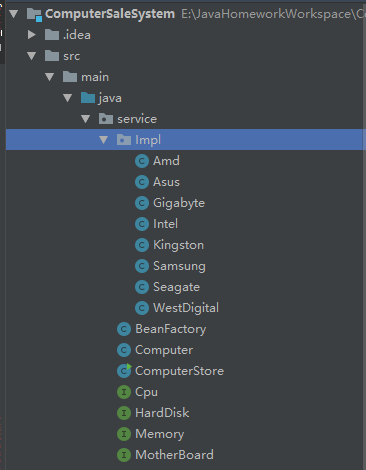 ComputerSaleSystem E:\JavaHomeworkWorkspace\C
.idea
src
main
java
service
Impl
Amd
Asus
Gigabyte
Intel
Kingston
Samsung
Seagate
WestDigital
BeanFactory
Computer
ComputerStore
Cpu
HardDisk
Memory
MotherBoard